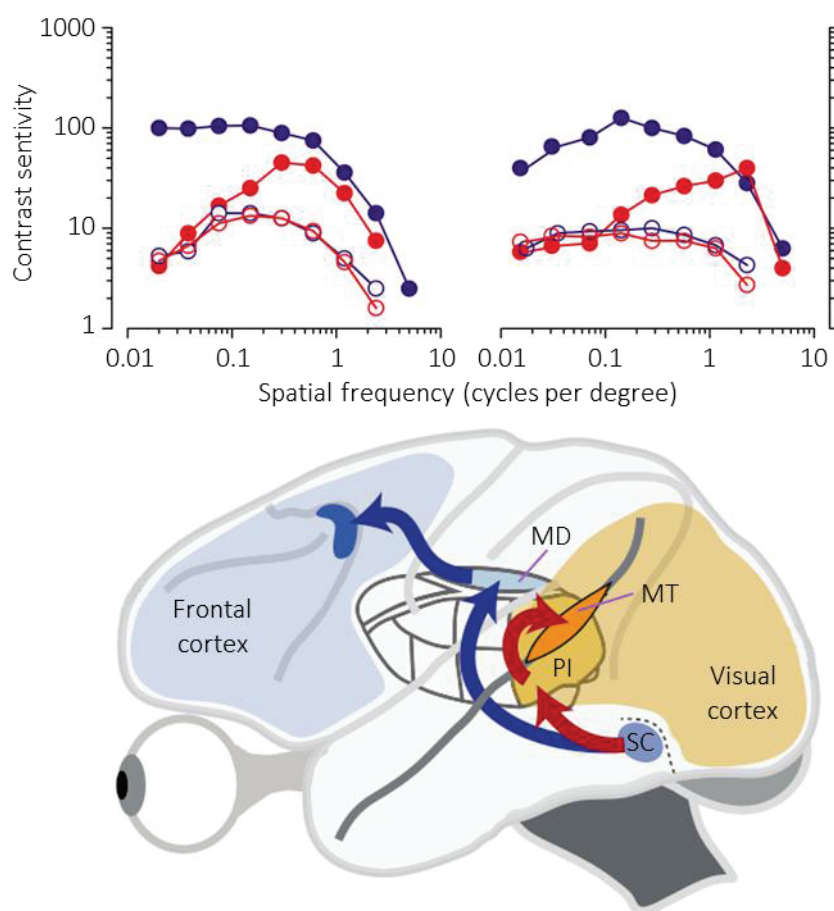 1000
100
10
1
Contrast sentivity
0.01 0.1 1 10
0.01 0.1 1 10
Spatial frequency (cycles per degree)
MD
MT
Frontal
cortex
PI
Visual
cortex
SC